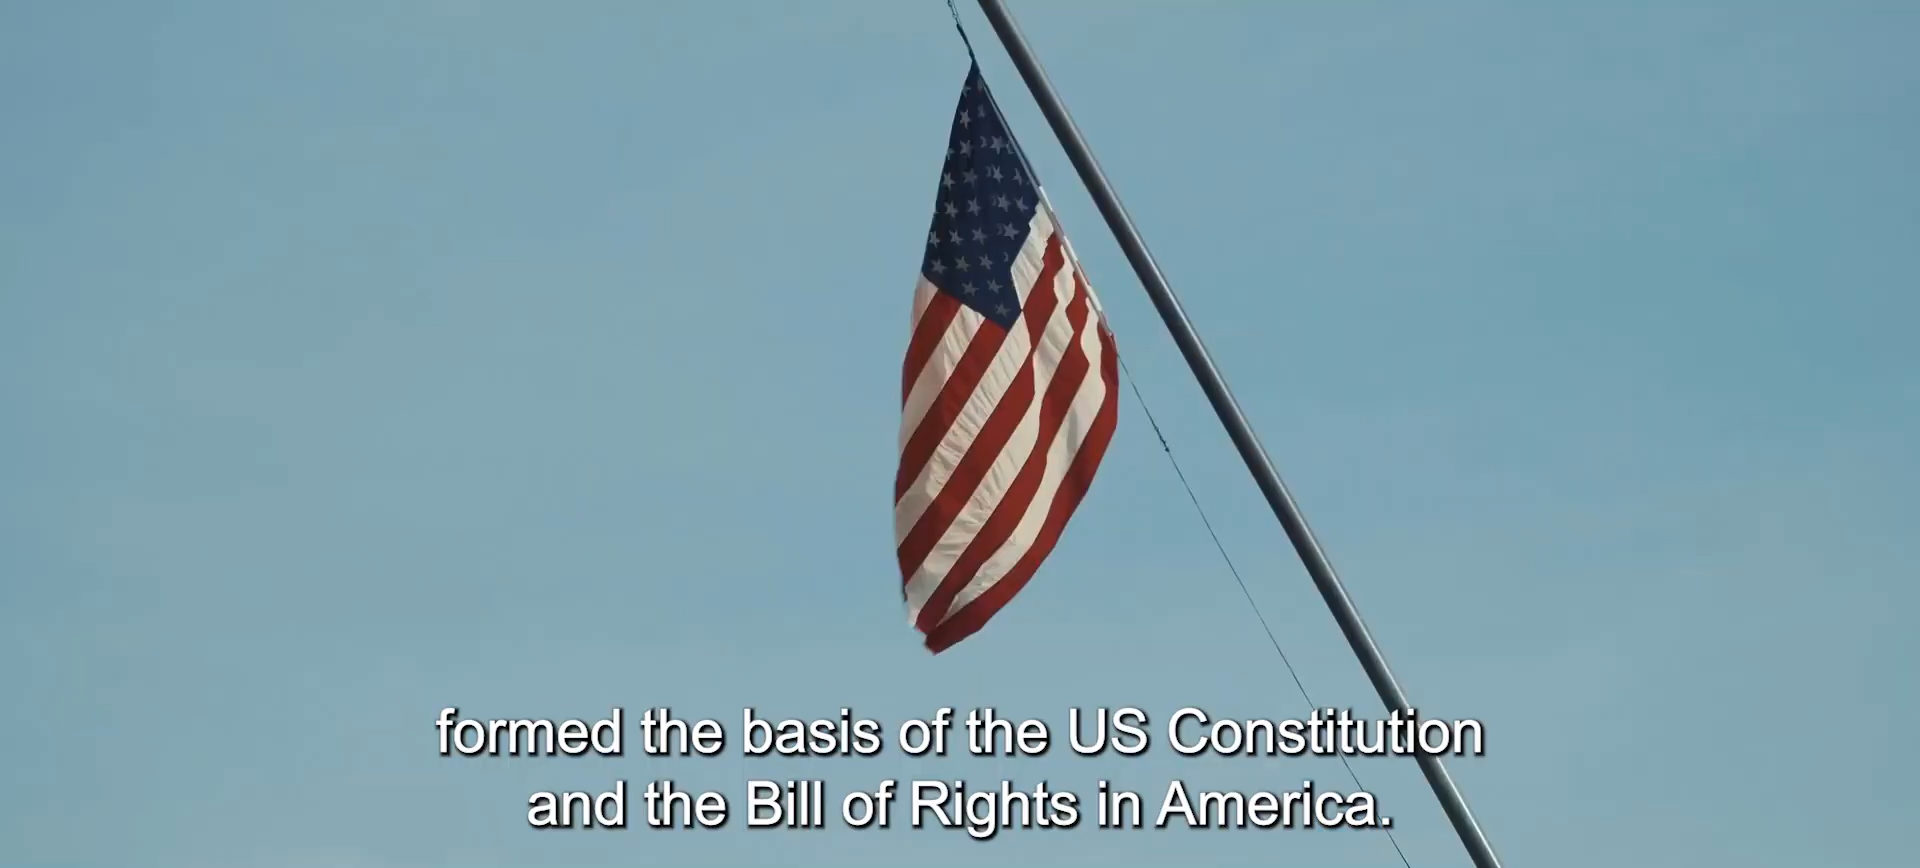 formed the basis of the US Constitution
and the Bill of Rights in America.